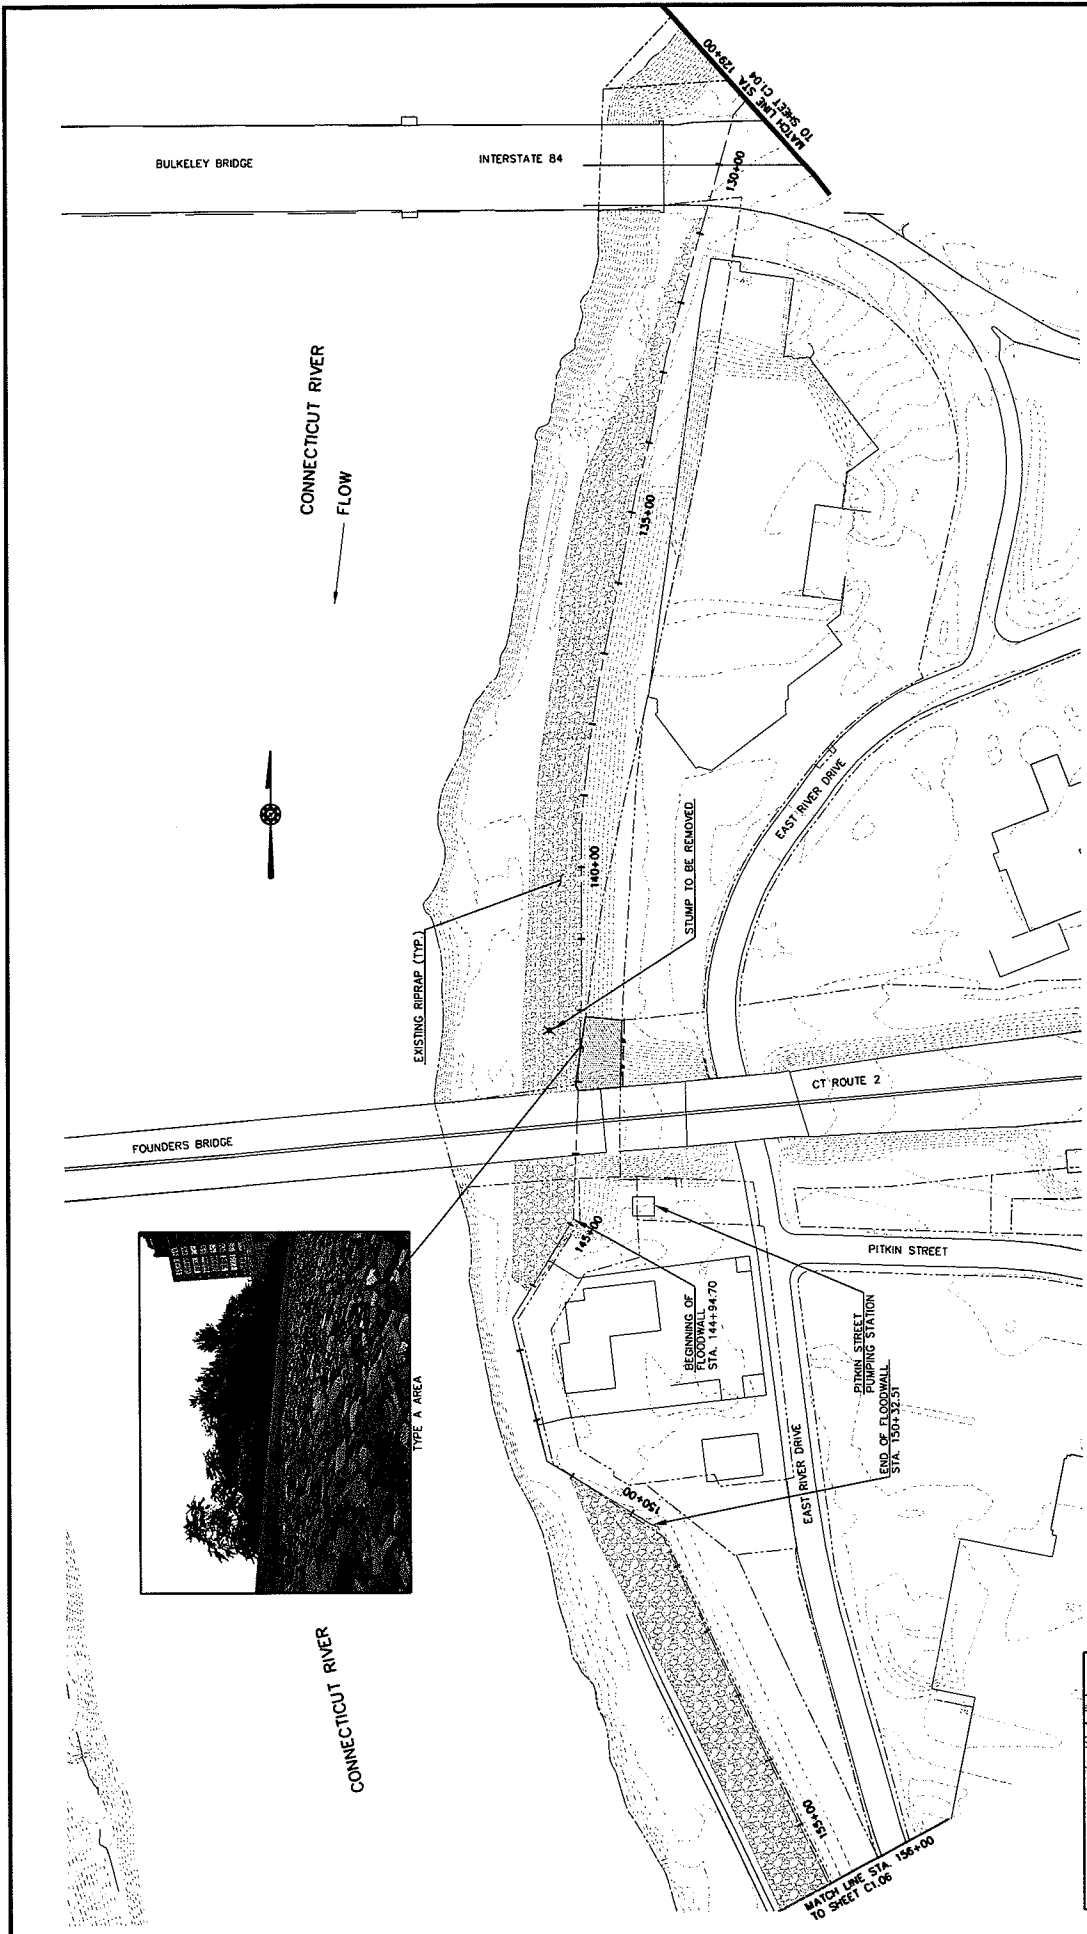 MATCH LINE STA. 129+00
TO SHEET C1.04
BULKELEY BRIDGE
INTERSTATE 84
130+00
CONNECTICUT RIVER
FLOW
135+00
EAST RIVER DRIVE
140+00
STUMP TO BE REMOVED
EXISTING RIPRAP (TYP.)
CT ROUTE 2
FOUNDERS BRIDGE
145+00
PITKIN STREET
BEGINNING OF
FLOODWALL
STA. 144+94.70
PITKIN STREET
PUMPING STATION
TYPE A AREA
END OF FLOODWALL
STA. 150+32.51
150+00
EAST RIVER DRIVE
CONNECTICUT RIVER
155+00
MATCH LINE STA. 156+00
TO SHEET C1.06